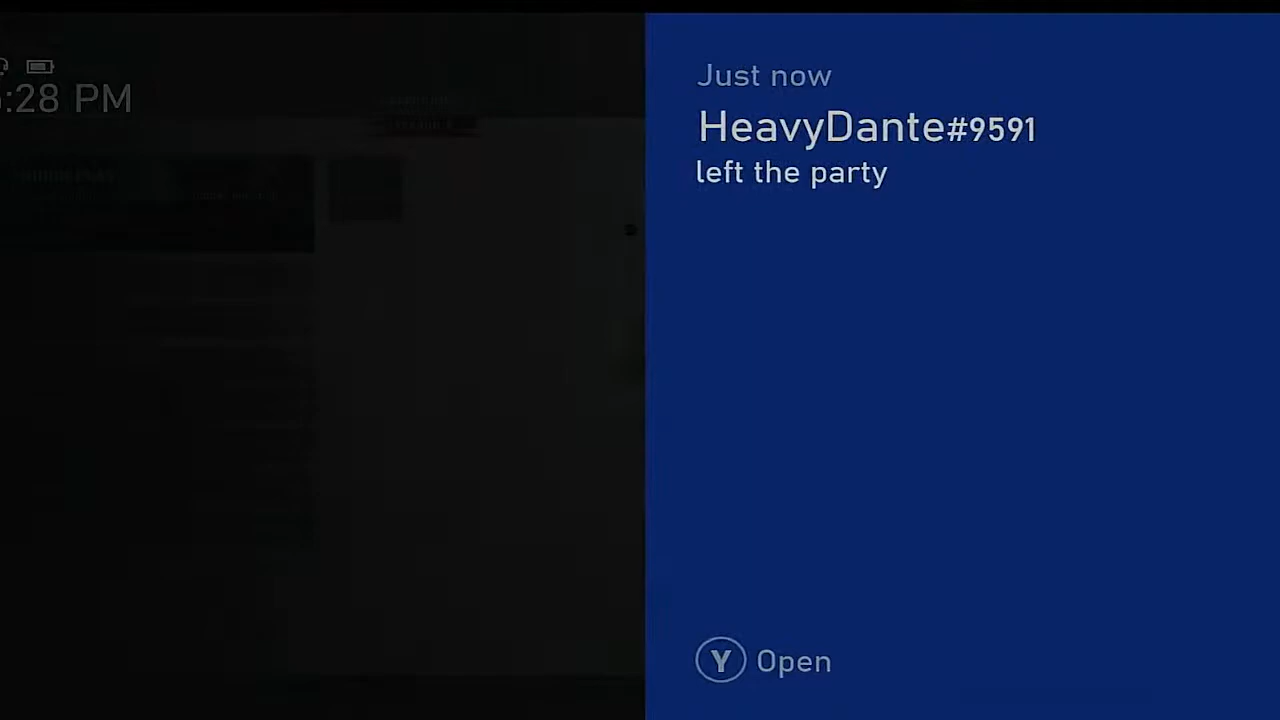 :28 PM
Just now
HeavyDante#9591
left the party
Y Open